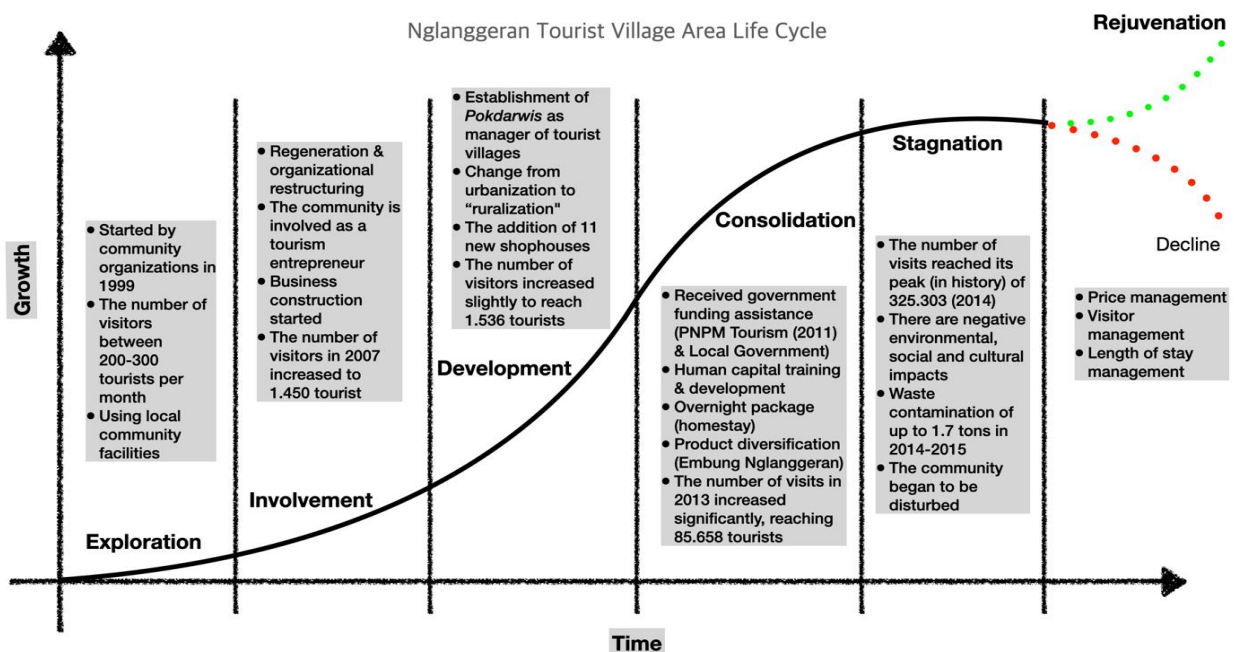 Nglanggeran Tourist Village Area Life Cycle
Growth
• Started by
community
organizations in
1999
• The number of
visitors
between
200-300
tourists per
month
• Using local
community
facilities
Exploration
• Regeneration &
organizational
restructuring
• The community is
involved as a
tourism
entrepreneur
• Business
construction
started
• The number of
visitors in 2007
increased to
1.450 tourist
Involvement
• Establishment of
Pokdarwis as
manager of tourist
villages
• Change from
urbanization to
“ruralization"
• The addition of 11
new shophouses
• The number of
visitors increased
slightly to reach
1.536 tourists
Development
Consolidation
• Received government
funding assistance
(PNPM Tourism (2011)
& Local Government)
• Human capital training
& development
• Overnight package
(homestay)
• Product diversification
(Embung Nglanggeran)
• The number of visits in
2013 increased
significantly, reaching
85.658 tourists
Stagnation
• The number of
visits reached its
peak (in history) of
325.303 (2014)
• There are negative
environmental,
social and cultural
impacts
• Waste
contamination of
up to 1.7 tons in
2014-2015
• The community
began to be
disturbed
Rejuvenation
Decline
• Price management
• Visitor
management
• Length of stay
management
Time